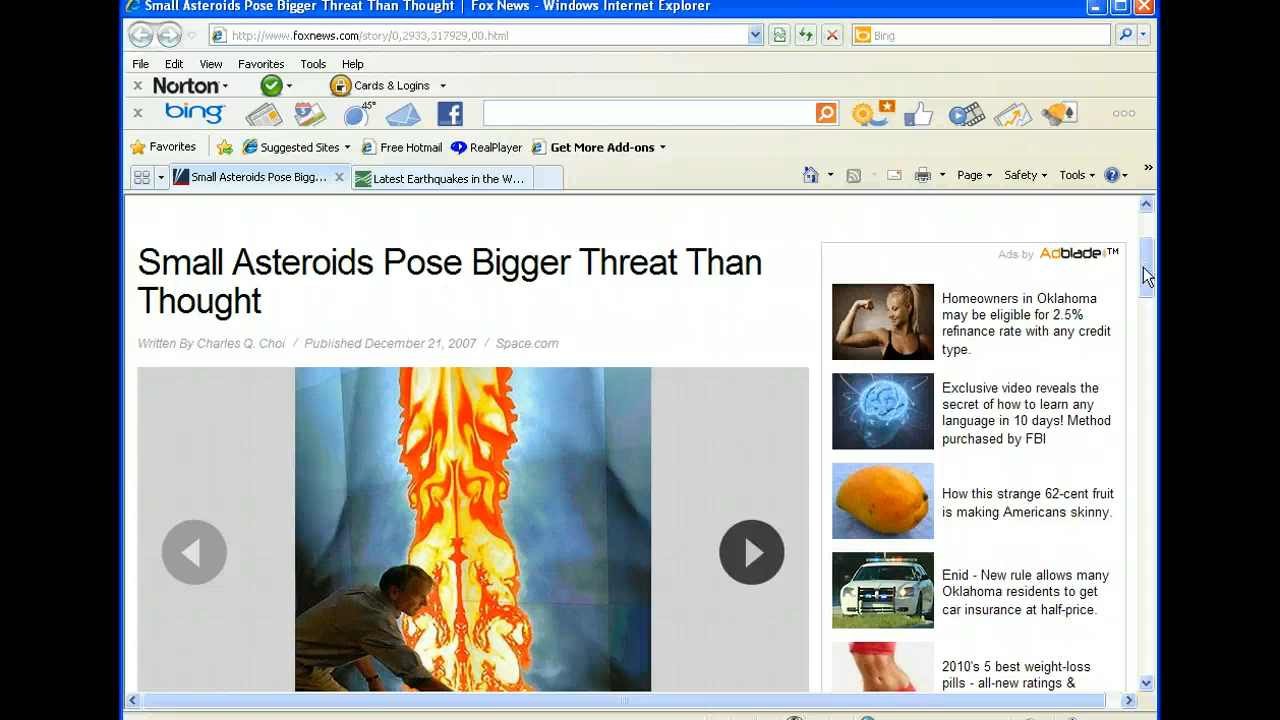 Small Asteroids Pose Bigger Threat Than Thought | Fox News - Windows Internet Explorer
http://www.foxnews.com/story/0,2933,317929,00.html
Bing
File Edit View Favorites Tools Help
Norton Cards & Logins
bing 45°
Favorites Suggested Sites Free Hotmail RealPlayer Get More Add-ons
Small Asteroids Pose Bigg... Latest Earthquakes in the W... Page Safety Tools
Small Asteroids Pose Bigger Threat Than
Thought
Written By Charles Q. Choi / Published December 21, 2007 / Space.com
Ads by Adblade™
Homeowners in Oklahoma
may be eligible for 2.5%
refinance rate with any credit
type.
Exclusive video reveals the
secret of how to learn any
language in 10 days! Method
purchased by FBI
How this strange 62-cent fruit
is making Americans skinny.
Enid - New rule allows many
Oklahoma residents to get
car insurance at half-price.
2010's 5 best weight-loss
pills - all-new ratings &